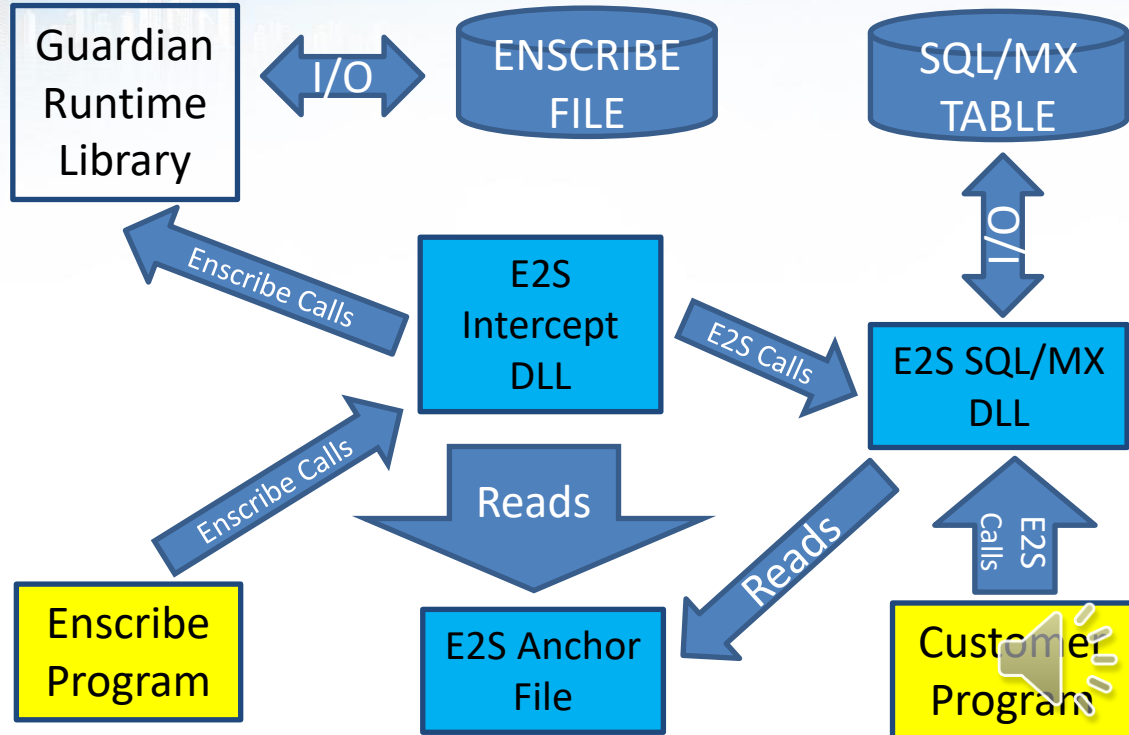 Guardian
Runtime
Library
I/O
ENSCRIBE
FILE
SQL/MX
TABLE
I/O
Enscribe Calls
E2S
Intercept
DLL
E2S Calls
E2S SQL/MX
DLL
Enscribe Calls
Reads
Reads
E2S
Calls
Enscribe
Program
E2S Anchor
File
Customer
Program